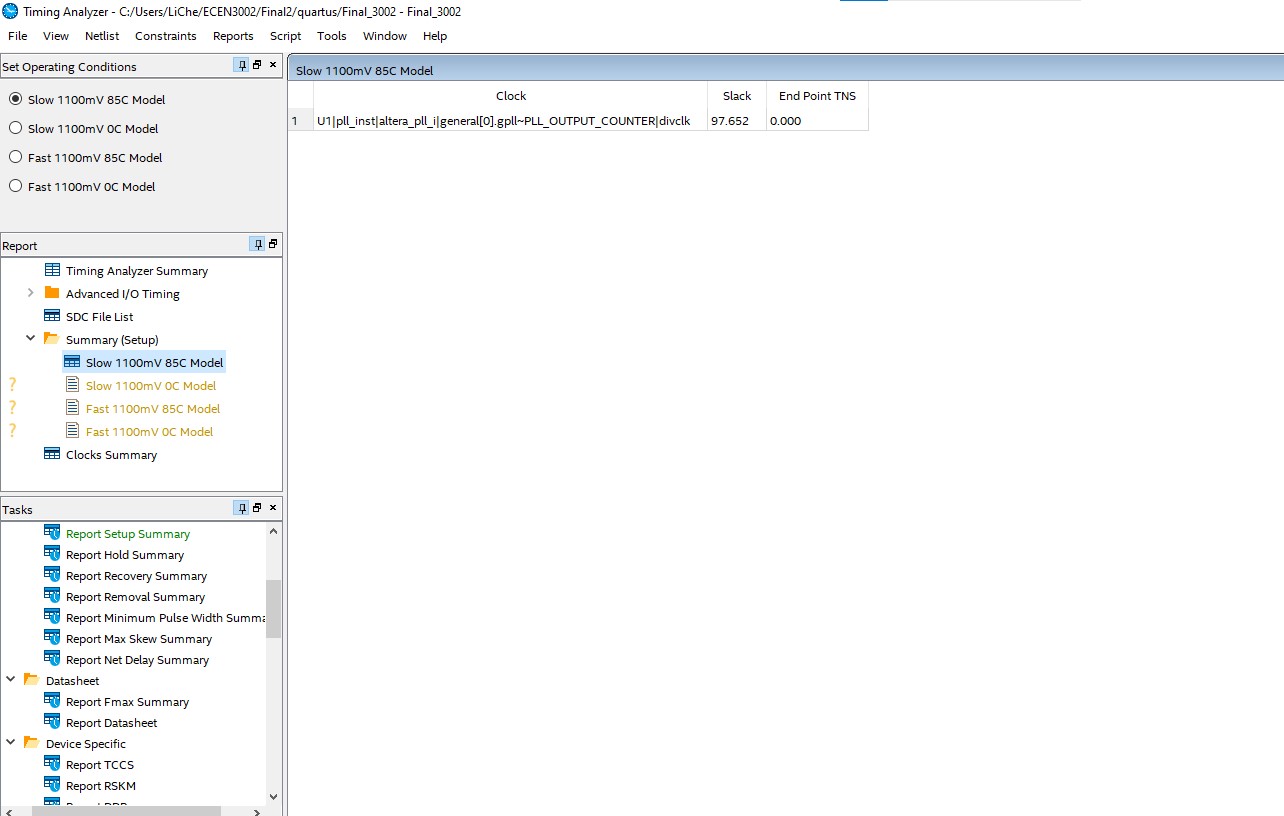 Timing Analyzer - C:/Users/LiChe/ECEN3002/Final2/quartus/Final_3002 - Final_3002
File View Netlist Constraints Reports Script Tools Window Help
Set Operating Conditions
Slow 1100mV 85C Model
Slow 1100mV 0C Model
Fast 1100mV 85C Model
Fast 1100mV 0C Model
Report
Timing Analyzer Summary
Advanced I/O Timing
SDC File List
Summary (Setup)
Slow 1100mV 85C Model
? Slow 1100mV 0C Model
? Fast 1100mV 85C Model
? Fast 1100mV 0C Model
Clocks Summary
Tasks
Report Setup Summary
Report Hold Summary
Report Recovery Summary
Report Removal Summary
Report Minimum Pulse Width Summa
Report Max Skew Summary
Report Net Delay Summary
Datasheet
Report Fmax Summary
Report Datasheet
Device Specific
Report TCCS
Report RSKM
Slow 1100mV 85C Model
Clock Slack End Point TNS
1 U1|pll_inst|altera_pll_i|general[0].gpll~PLL_OUTPUT_COUNTER|divclk 97.652 0.000